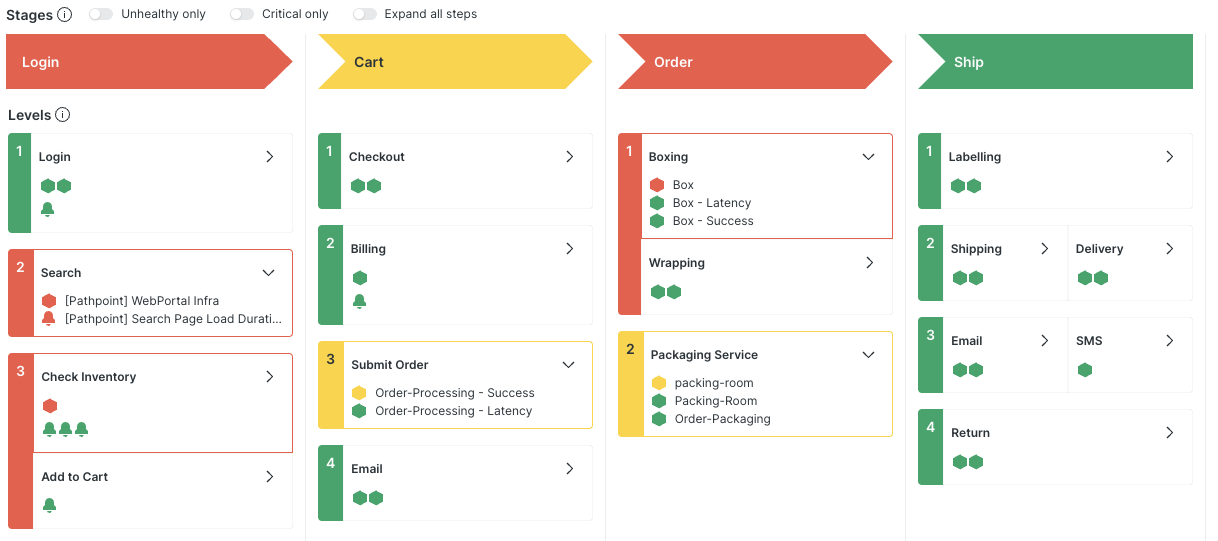 Stages
Unhealthy only
Critical only
Expand all steps
Login
Cart
Order
Ship
Levels
1
Login
2
Search
[Pathpoint] WebPortal Infra
[Pathpoint] Search Page Load Durati...
3
Check Inventory
Add to Cart
1
Checkout
2
Billing
3
Submit Order
Order-Processing - Success
Order-Processing - Latency
4
Email
1
Boxing
Box
Box - Latency
Box - Success
Wrapping
2
Packaging Service
packing-room
Packing-Room
Order-Packaging
1
Labelling
2
Shipping
Delivery
3
Email
SMS
4
Return